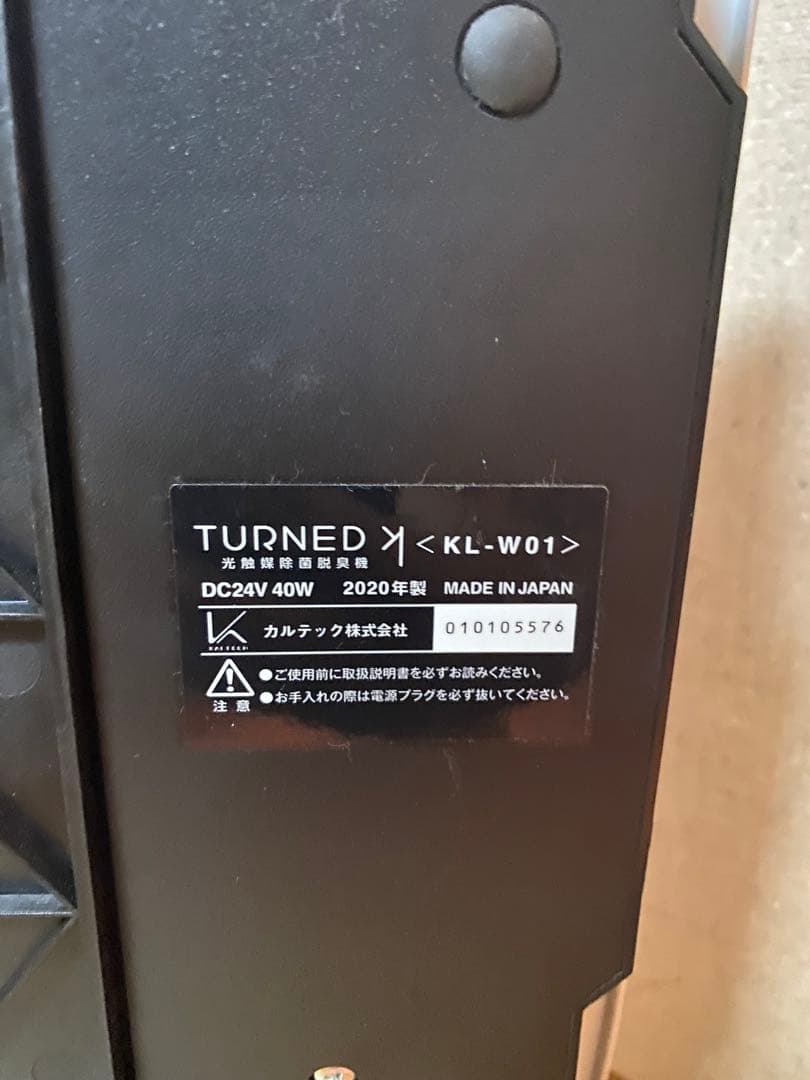 TURNED K <KL-W01>
光触媒除菌脱臭機
DC24V 40W 2020年製 MADE IN JAPAN
KALTECH カルテック株式会社 010105576
●ご使用前に取扱説明書を必ずお読みください。
●お手入れの際は電源プラグを必ず抜いてください。
注意